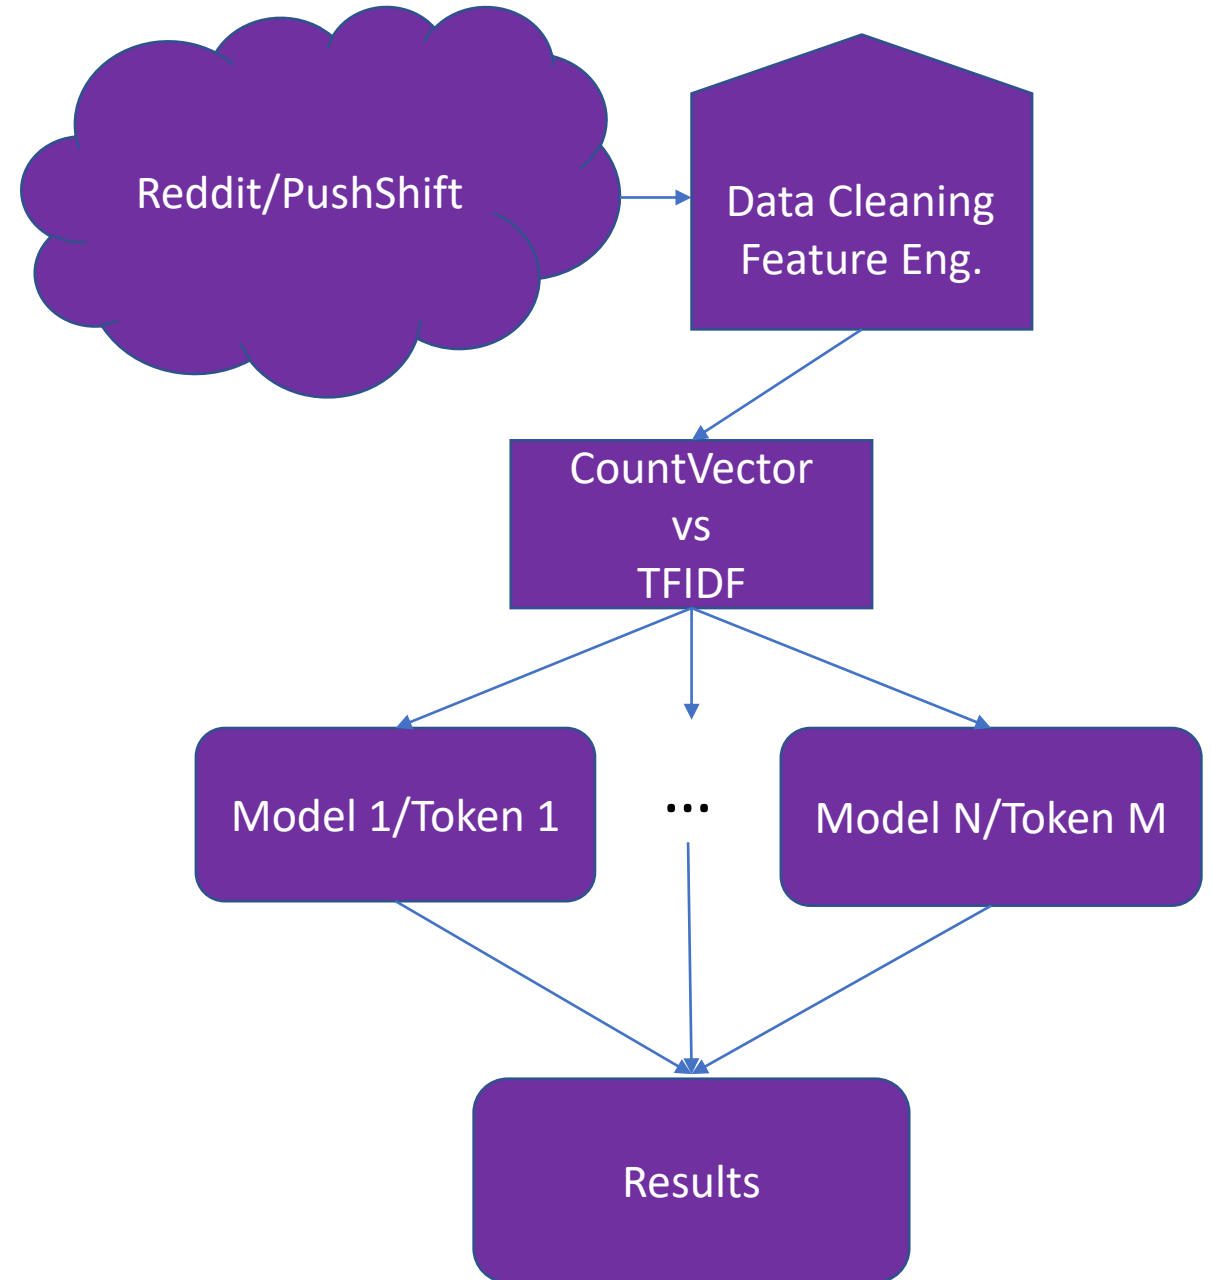 Reddit/PushShift
Data Cleaning
Feature Eng.
CountVector
vs
TFIDF
Model 1/Token 1
...
Model N/Token M
Results